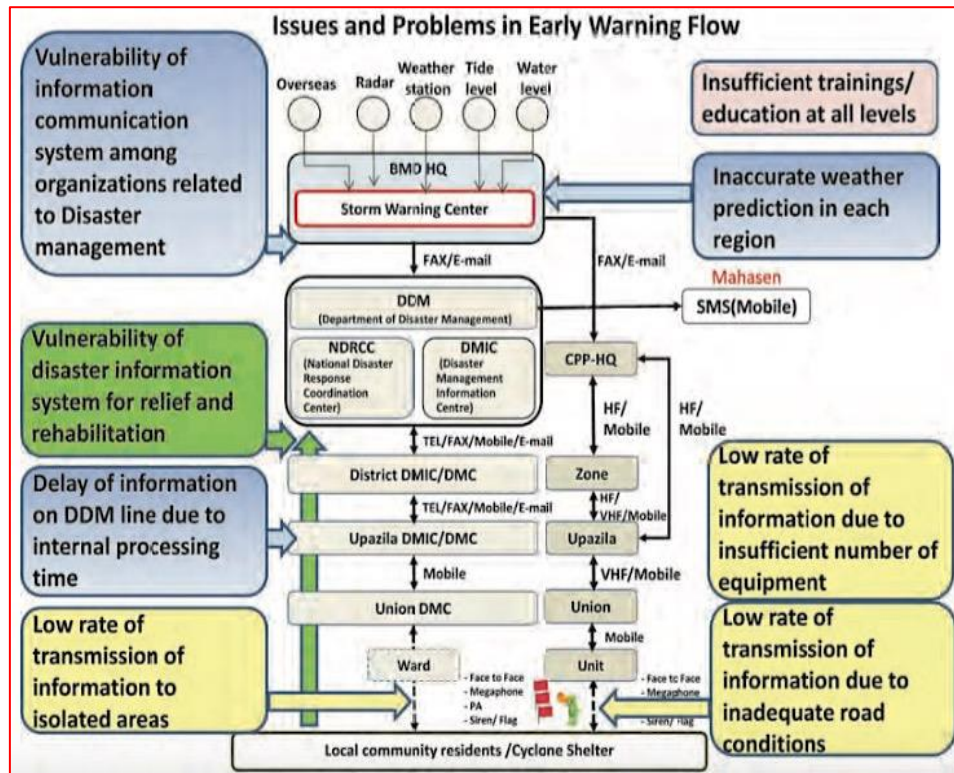 Issues and Problems in Early Warning Flow
Vulnerability of
information
communication
system among
organizations related
to Disaster
management
Overseas
Radar
Weather
station
Tide
level
Water
level
Insufficient trainings/
education at all levels
BMD HQ
Storm Warning Center
Inaccurate weather
prediction in each
region
FAX/E-mail
FAX/E-mail
Mahasen
SMS(Mobile)
DDM
(Department of Disaster Management)
NDRCC
(National Disaster
Response
Coordination
Center)
DMIC
(Disaster
Management
Information
Centre)
CPP-HQ
Vulnerability of
disaster information
system for relief and
rehabilitation
HF/
Mobile
HF/
Mobile
TEL/FAX/Mobile/E-mail
District DMIC/DMC
Zone
Delay of information
on DDM line due to
internal processing
time
TEL/FAX/Mobile/E-mail
HF/
VHF/Mobile
Upazila DMIC/DMC
Upazila
Low rate of
transmission of
information due to
insufficient number of
equipment
Mobile
VHF/Mobile
Union DMC
Union
Mobile
Low rate of
transmission of
information to
isolated areas
Ward
Unit
- Face to Face
- Megaphone
- PA
- Siren/ Flag
- Face to Face
- Megaphone
- Siren/ Flag
Low rate of
transmission of
information due to
inadequate road
conditions
Local community residents /Cyclone Shelter